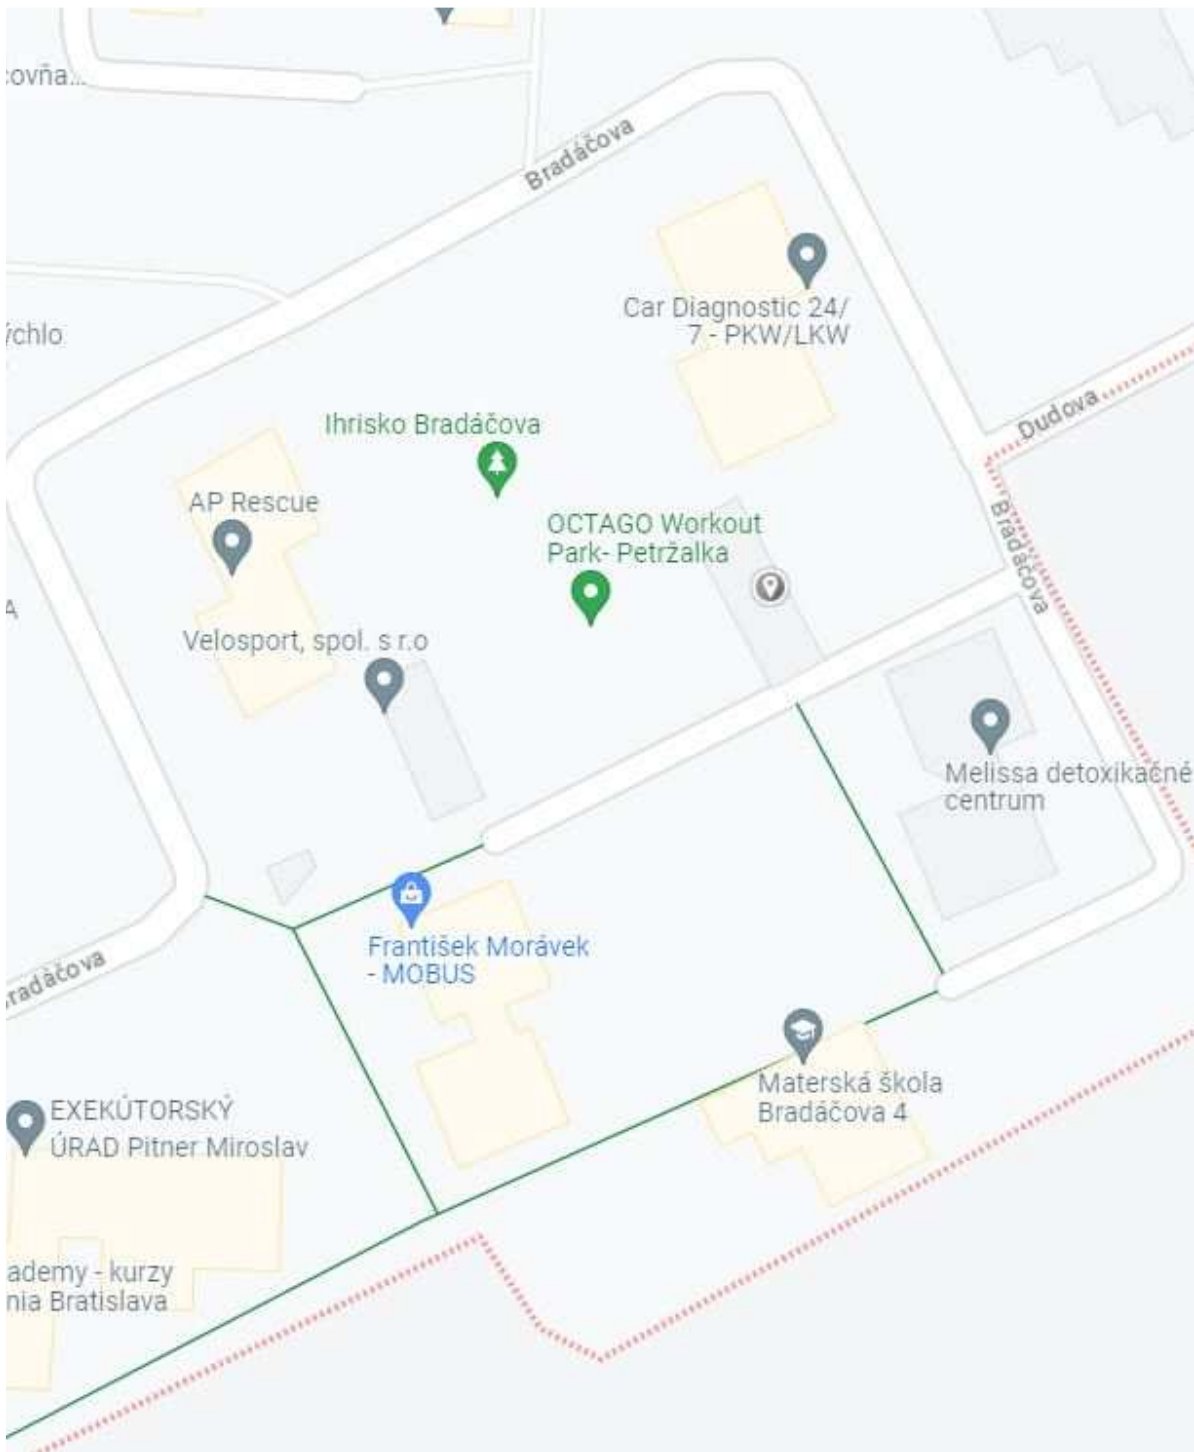 covňa...
Bradáčova
Car Diagnostic 24/
7 - PKW/LKW
ýchlo
Dudova
Ihrisko Bradáčova
AP Rescue
OCTAGO Workout
Park- Petržalka
Bradáčova
A
Velosport, spol. s r.o
Melissa detoxikačné
centrum
František Morávek
- MOBUS
Bradáčova
Materská škola
Bradáčova 4
EXEKÚTORSKÝ
ÚRAD Pitner Miroslav
ademy - kurzy
nia Bratislava